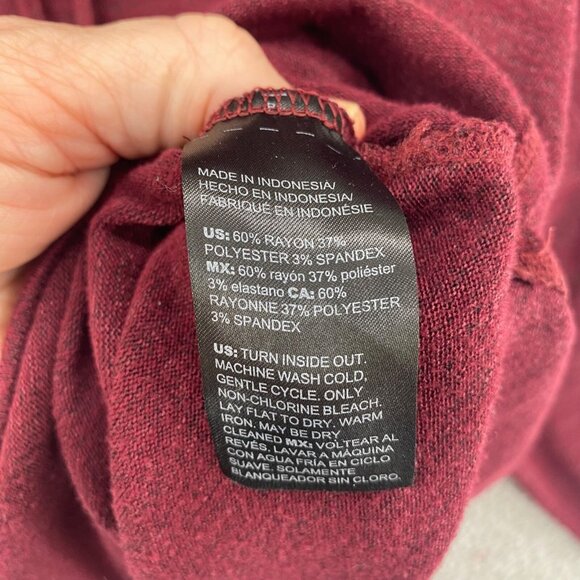 MADE IN INDONESIA/
HECHO EN INDONESIA/
FABRIQUE EN INDONÉSIE
US: 60% RAYON 37%
POLYESTER 3% SPANDEX
MX: 60% rayón 37% poliéster
3% elastano CA: 60%
RAYONNE 37% POLYESTER
3% SPANDEX
US: TURN INSIDE OUT.
MACHINE WASH COLD,
GENTLE CYCLE. ONLY
NON-CHLORINE BLEACH.
LAY FLAT TO DRY. WARM
IRON. MAY BE DRY
CLEANED MX: VOLTEAR AL
REVÉS. LAVAR A MÁQUINA
CON AGUA FRÍA EN CICLO
SUAVE. SOLAMENTE
BLANQUEADOR SIN CLORO.